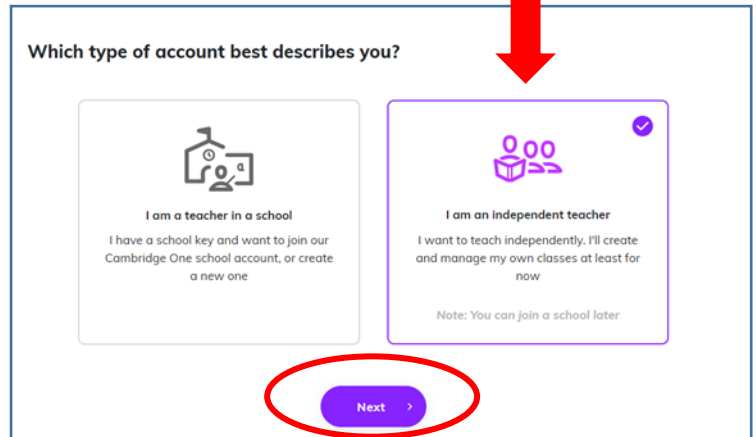 Which type of account best describes you?
I am a teacher in a school
I have a school key and want to join our
Cambridge One school account, or create
a new one
I am an independent teacher
I want to teach independently. I'll create
and manage my own classes at least for
now
Note: You can join a school later
Next